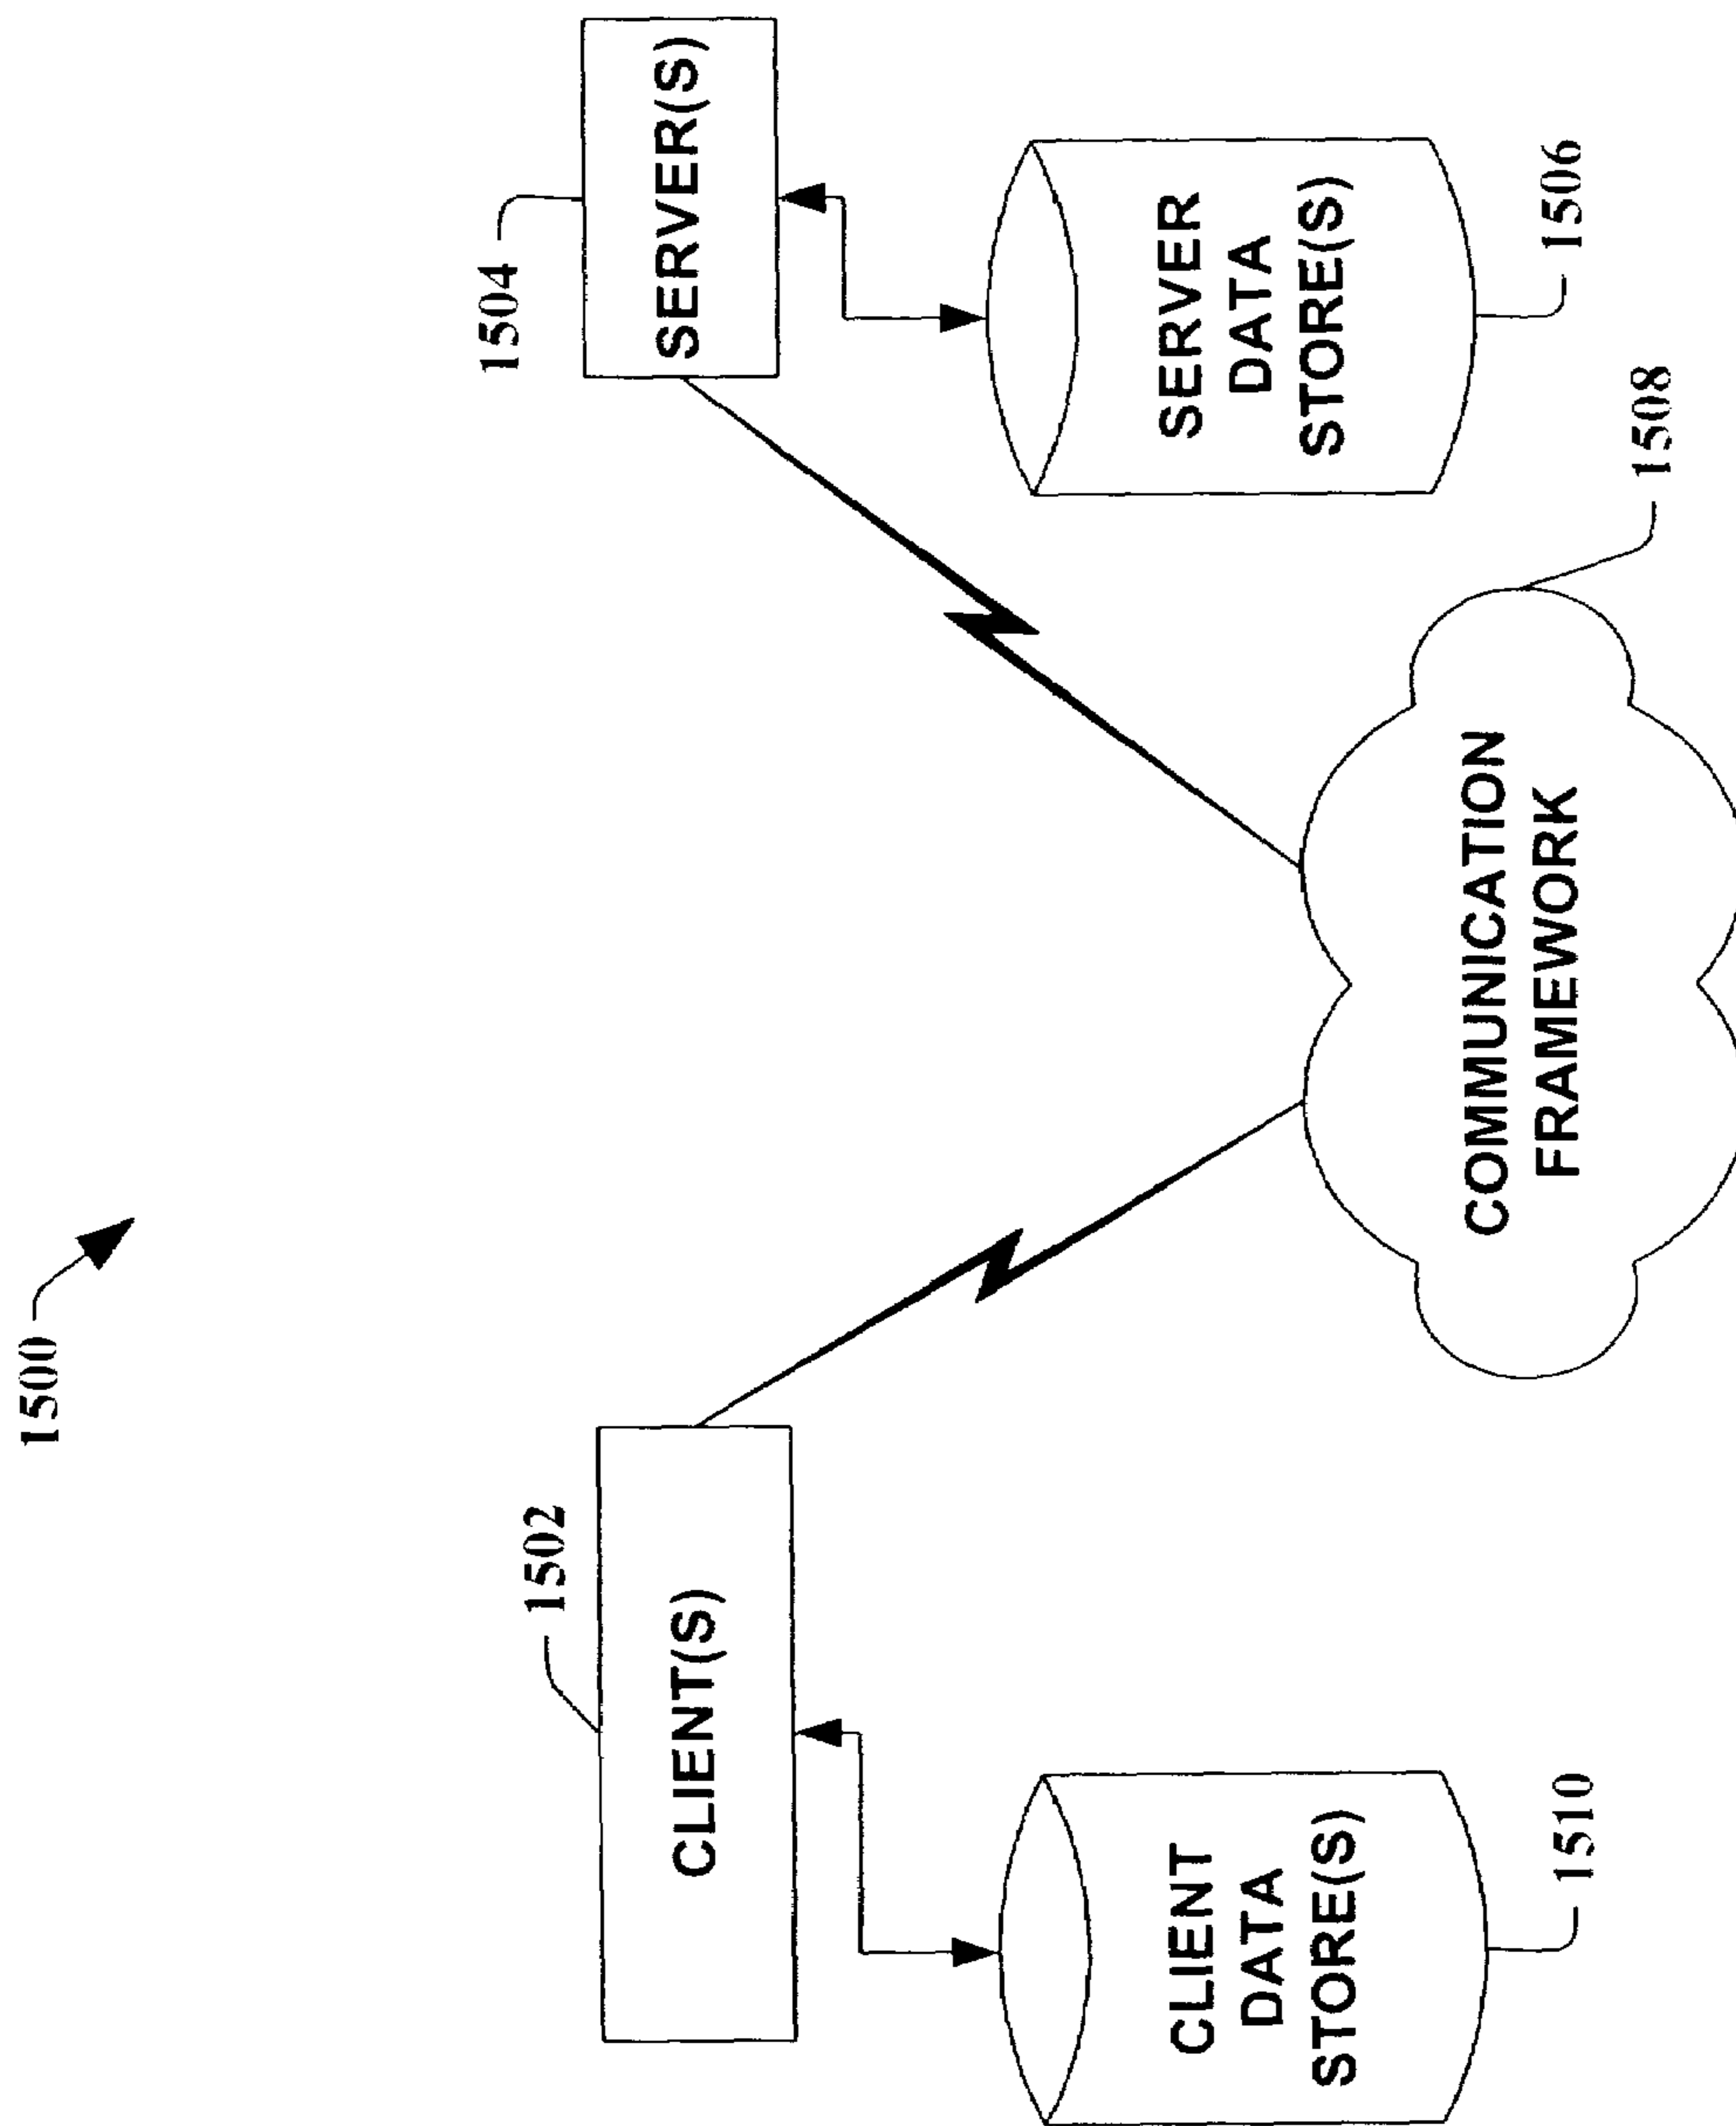 1500
1502
1504
CLIENT(S)
SERVER(S)
CLIENT
DATA
STORE(S)
SERVER
DATA
STORE(S)
COMMUNICATION
FRAMEWORK
1510
1506
1508